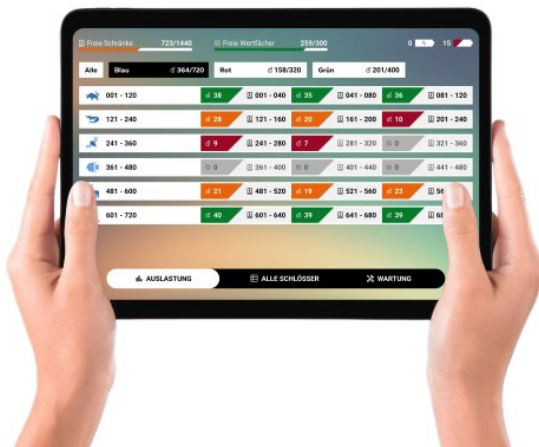 Freie Schränke 723/1440 Freie Wertfächer 259/300 0 15
Alle Blau 364/720 Rot 158/320 Grün 201/400
001 - 120 38 001 - 040 35 041 - 080 36 081 - 120
121 - 240 28 121 - 160 20 161 - 200 10 201 - 240
241 - 360 9 241 - 280 7 281 - 320 0 321 - 360
361 - 480 0 361 - 400 0 401 - 440 0 441 - 480
481 - 600 21 481 - 520 19 521 - 560 23
601 - 720 40 601 - 640 39 641 - 680 39
AUSLASTUNG ALLE SCHLÖSSER WARTUNG